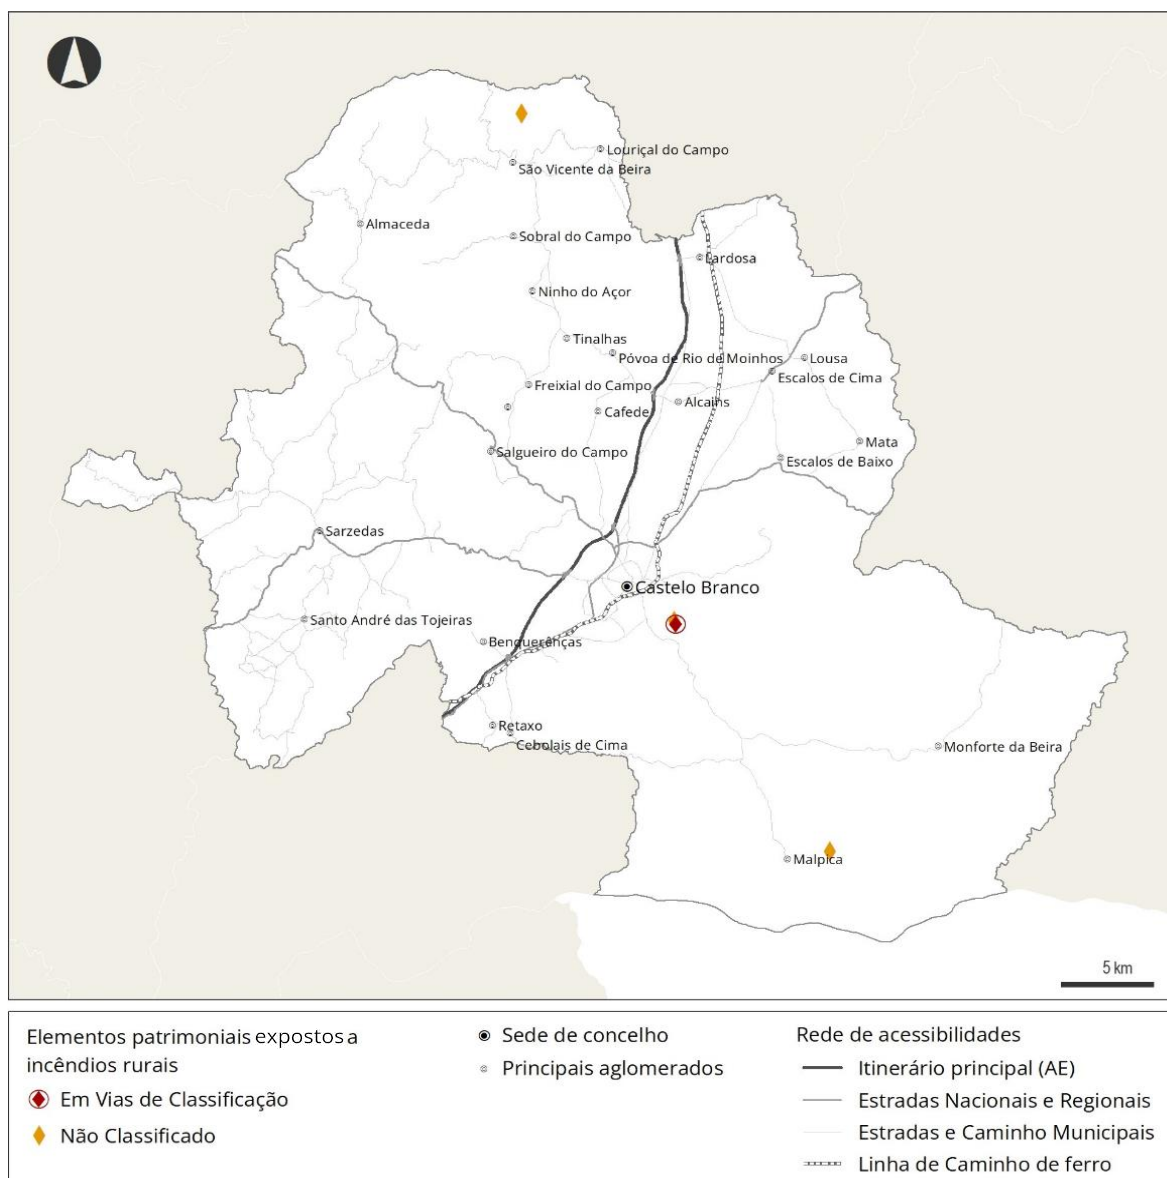 Louriçal do Campo
São Vicente da Beira
Almaceda
Sobral do Campo
Lardosa
Ninho do Açor
Tinalhas
Póvoa de Rio de Moinhos
Lousa
Escalos de Cima
Freixial do Campo
Alcains
Cafede
Mata
Salgueiro do Campo
Escalos de Baixo
Sarzedas
Castelo Branco
Santo André das Tojeiras
Benquerenças
Retaxo
Cebolais de Cima
Monforte da Beira
Malpica
5 km
Elementos patrimoniais expostos a
incêndios rurais
Em Vias de Classificação
Não Classificado
Sede de concelho
Principais aglomerados
Rede de acessibilidades
Itinerário principal (AE)
Estradas Nacionais e Regionais
Estradas e Caminho Municipais
Linha de Caminho de ferro